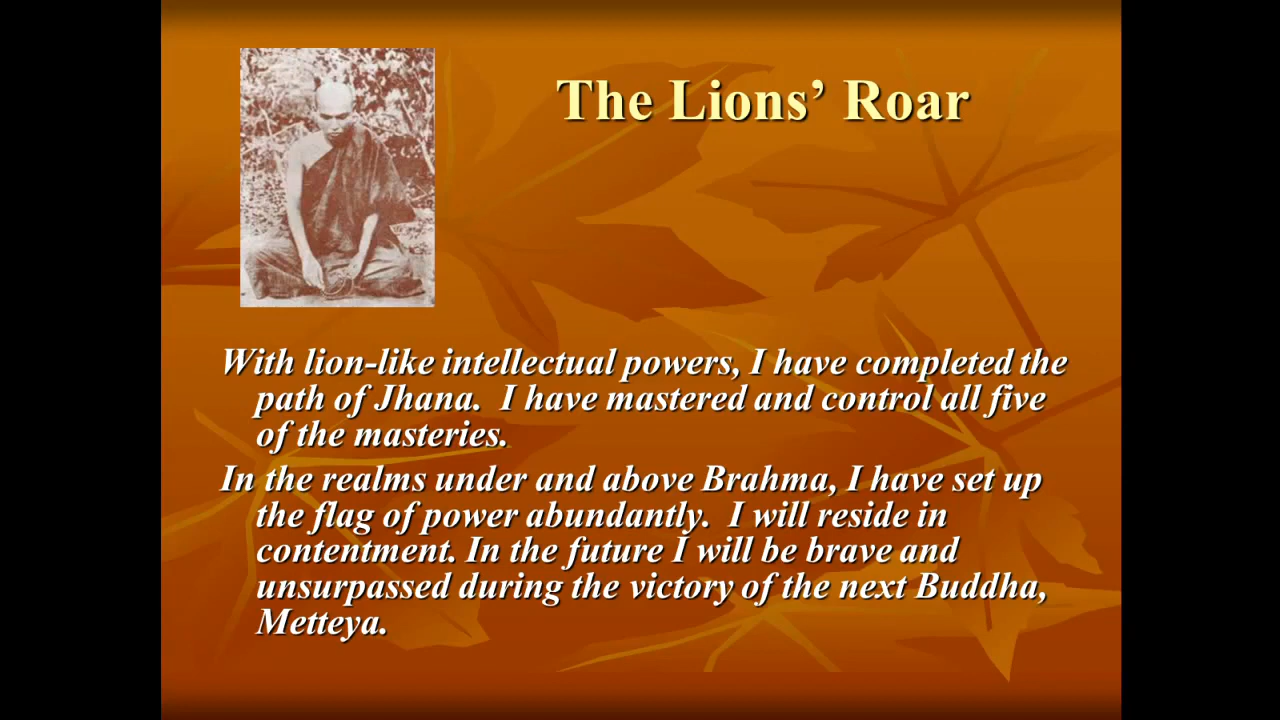 The Lions’ Roar
With lion-like intellectual powers, I have completed the
path of Jhana.  I have mastered and control all five
of the masteries.
In the realms under and above Brahma, I have set up
the flag of power abundantly.  I will reside in
contentment. In the future I will be brave and
unsurpassed during the victory of the next Buddha,
Metteya.